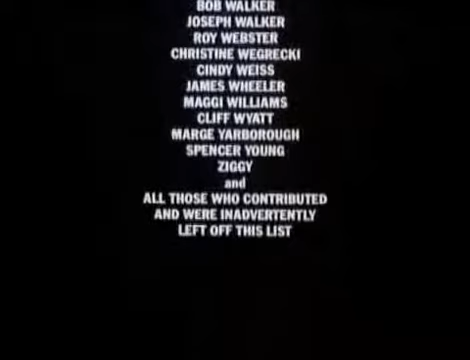 BOB WALKER
JOSEPH WALKER
ROY WEBSTER
CHRISTINE WEGRECKI
CINDY WEISS
JAMES WHEELER
MAGGI WILLIAMS
CLIFF WYATT
MARGE YARBOROUGH
SPENCER YOUNG
ZIGGY
and
ALL THOSE WHO CONTRIBUTED
AND WERE INADVERTENTLY
LEFT OFF THIS LIST